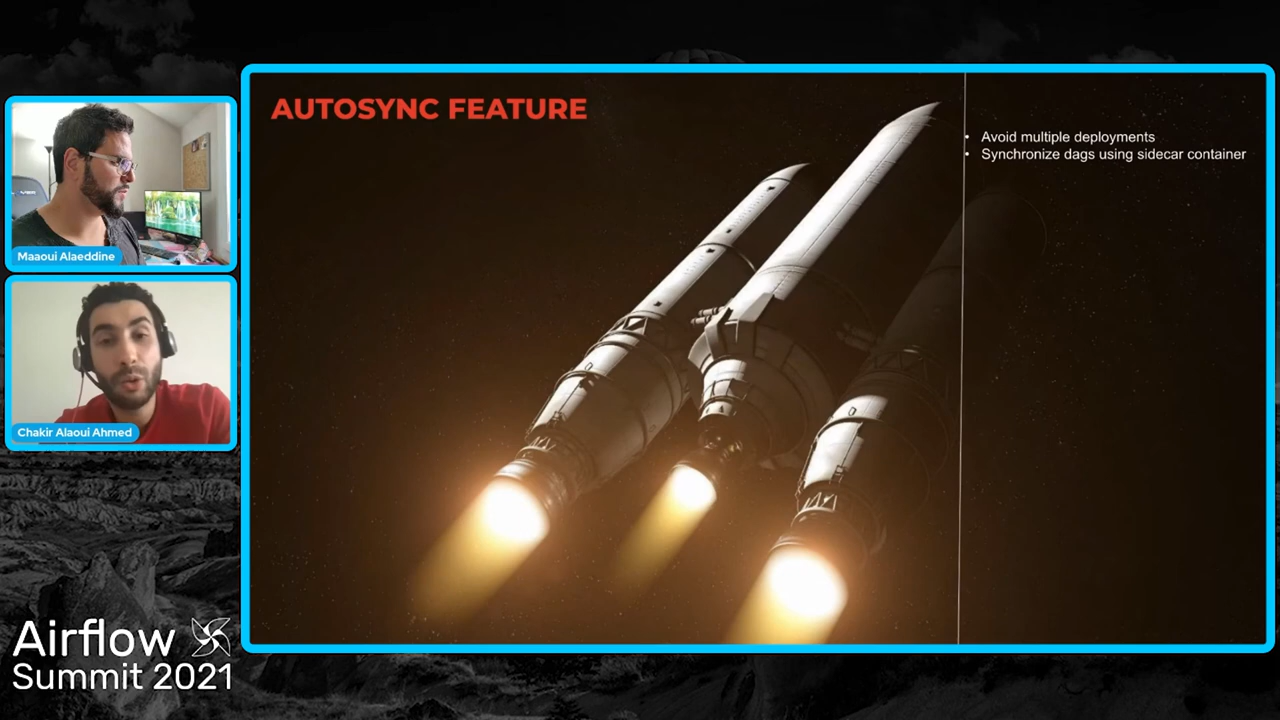 AUTOSYNC FEATURE
• Avoid multiple deployments
• Synchronize dags using sidecar container
Maaoui Alaeddine
Chakir Alaoui Ahmed
Airflow
Summit 2021